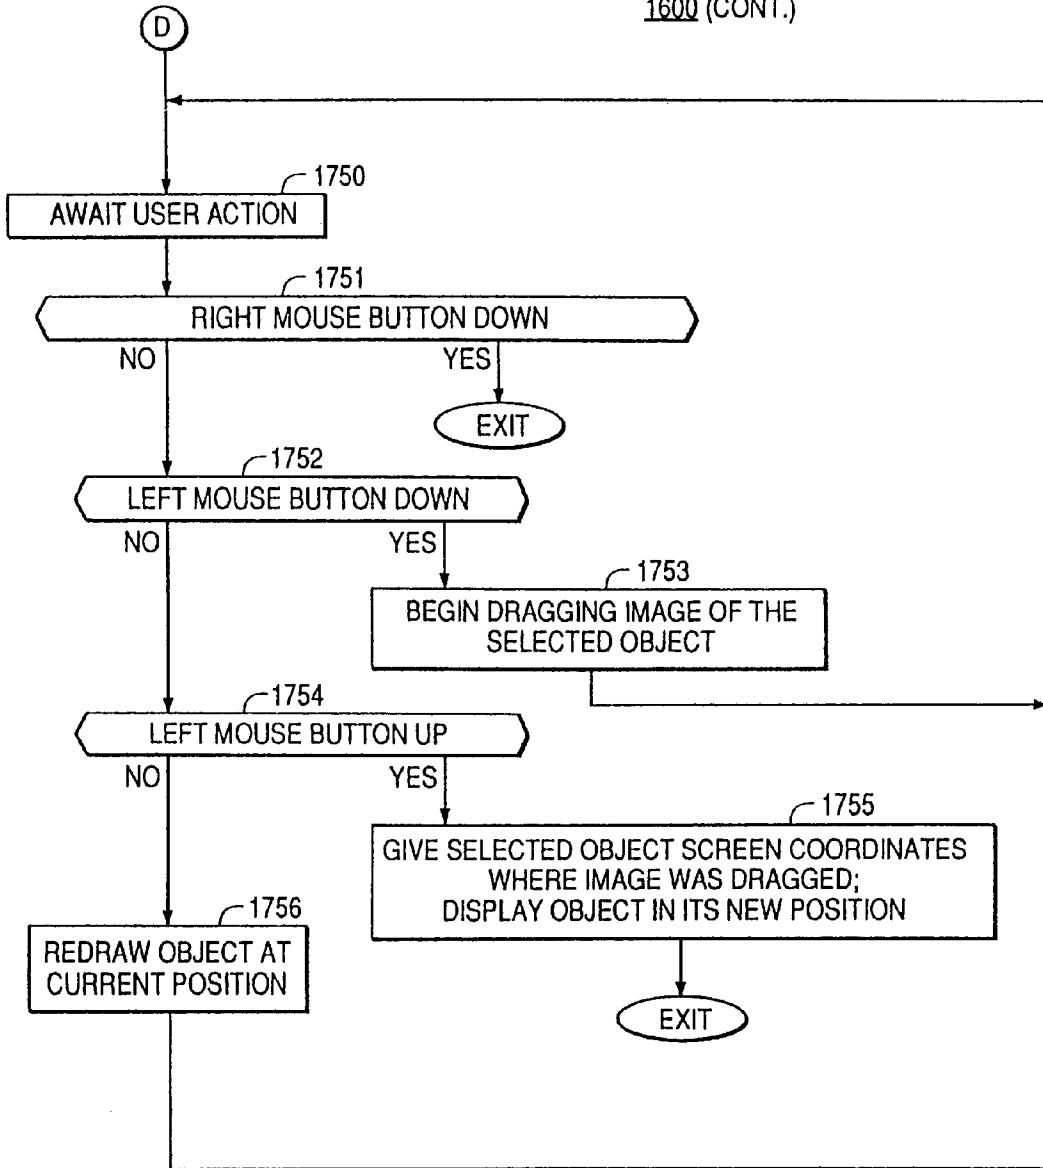 1600 (CONT.)
D
1750
AWAIT USER ACTION
1751
RIGHT MOUSE BUTTON DOWN
NO
YES
EXIT
1752
LEFT MOUSE BUTTON DOWN
NO
YES
1753
BEGIN DRAGGING IMAGE OF THE
SELECTED OBJECT
1754
LEFT MOUSE BUTTON UP
NO
YES
1755
GIVE SELECTED OBJECT SCREEN COORDINATES
WHERE IMAGE WAS DRAGGED;
DISPLAY OBJECT IN ITS NEW POSITION
1756
REDRAW OBJECT AT
CURRENT POSITION
EXIT